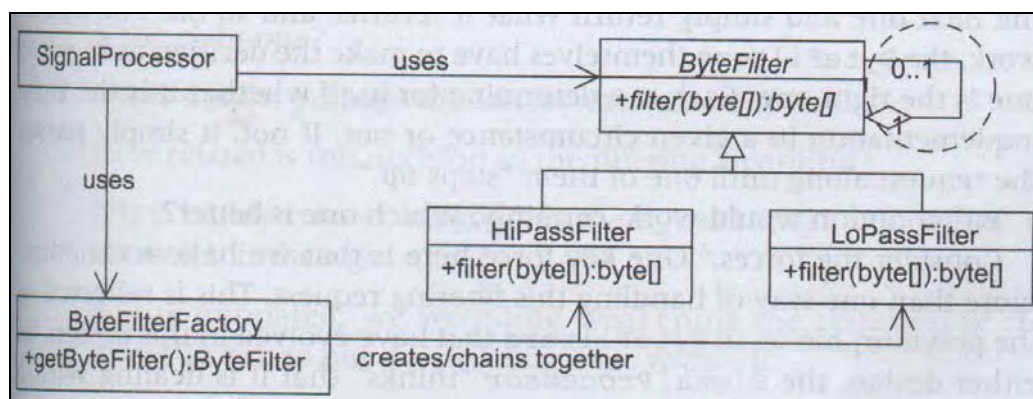 SignalProcessor
uses
ByteFilter
0..1
+filter(byte[]):byte[]
uses
HiPassFilter
LoPassFilter
+filter(byte[]):byte[]
+filter(byte[]):byte[]
ByteFilterFactory
+getByteFilter():ByteFilter
creates/chains together